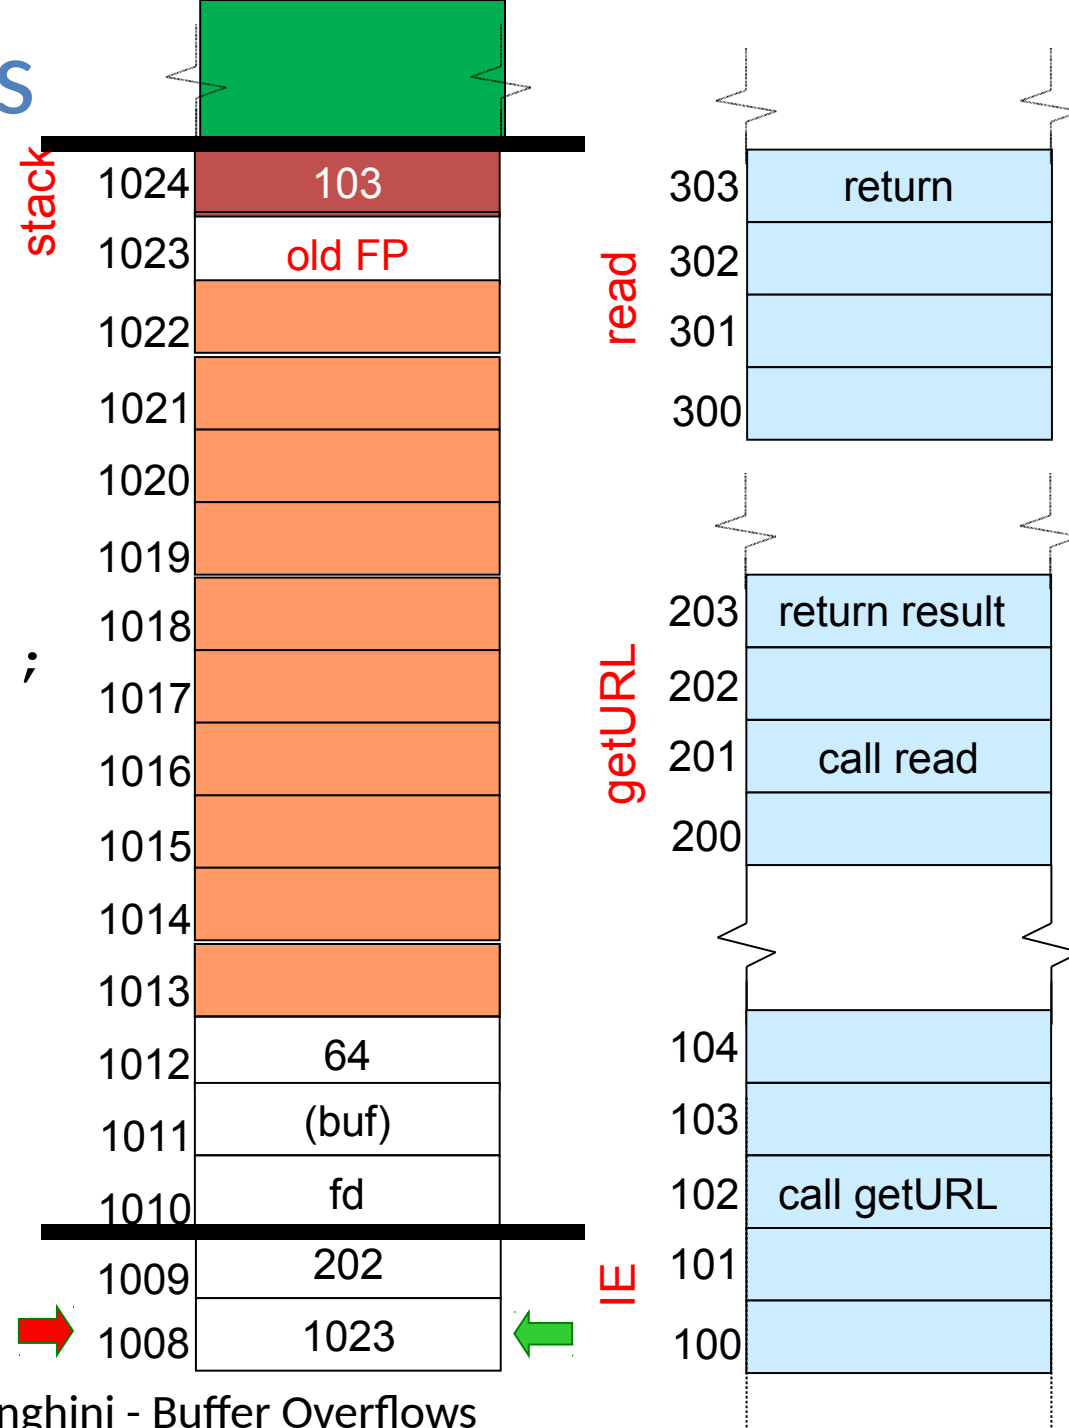 s
stack
1024 103
1023 old FP
1022
1021
1020
1019
1018
;
1017
1016
1015
1014
1013
1012 64
1011 (buf)
1010 fd
1009 202
1008 1023
read
303 return
302
301
300
getURL
203 return result
202
201 call read
200
IE
104
103
102 call getURL
101
100
nghini - Buffer Overflows